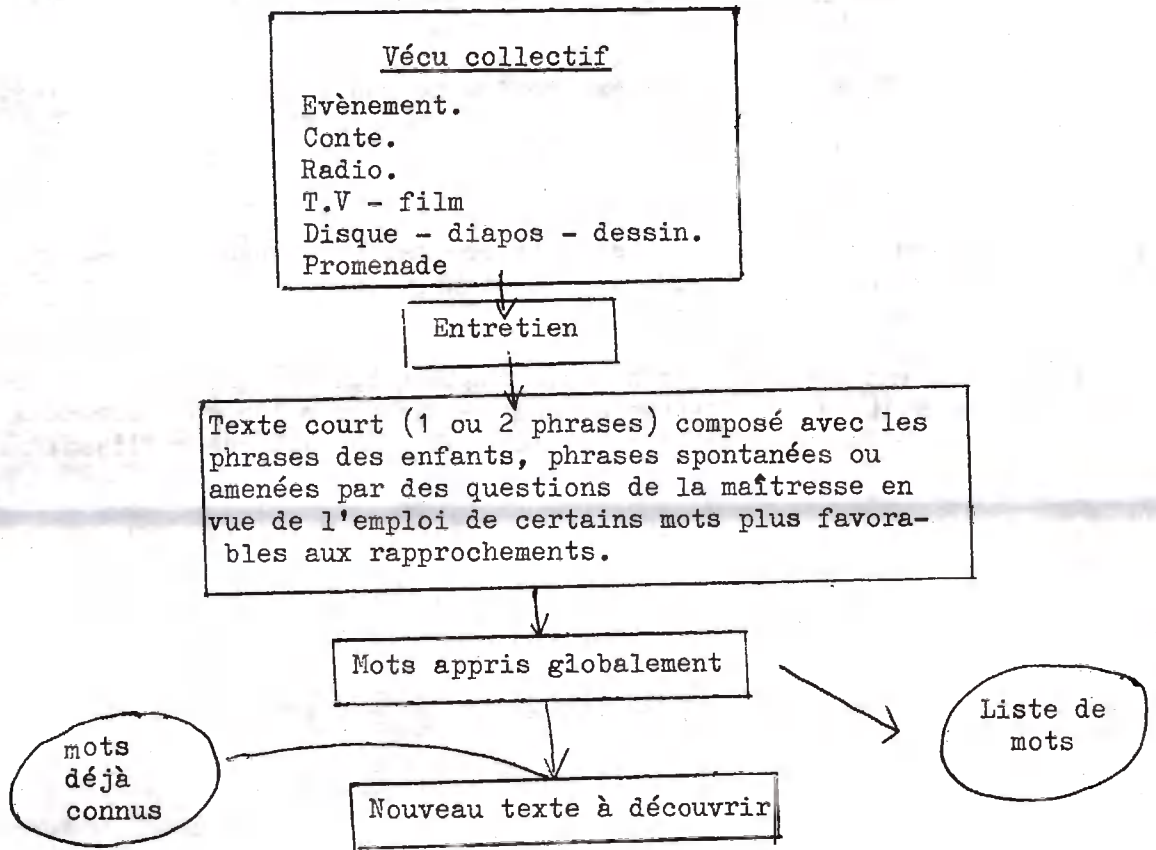 Vécu collectif
Evènement.
Conte.
Radio.
T.V - film
Disque - diapos - dessin.
Promenade
Entretien
Texte court (1 ou 2 phrases) composé avec les
phrases des enfants, phrases spontanées ou
amenées par des questions de la maîtresse en
vue de l'emploi de certains mots plus favora-
bles aux rapprochements.
Mots appris globalement
Liste de
mots
mots
déjà
connus
Nouveau texte à découvrir